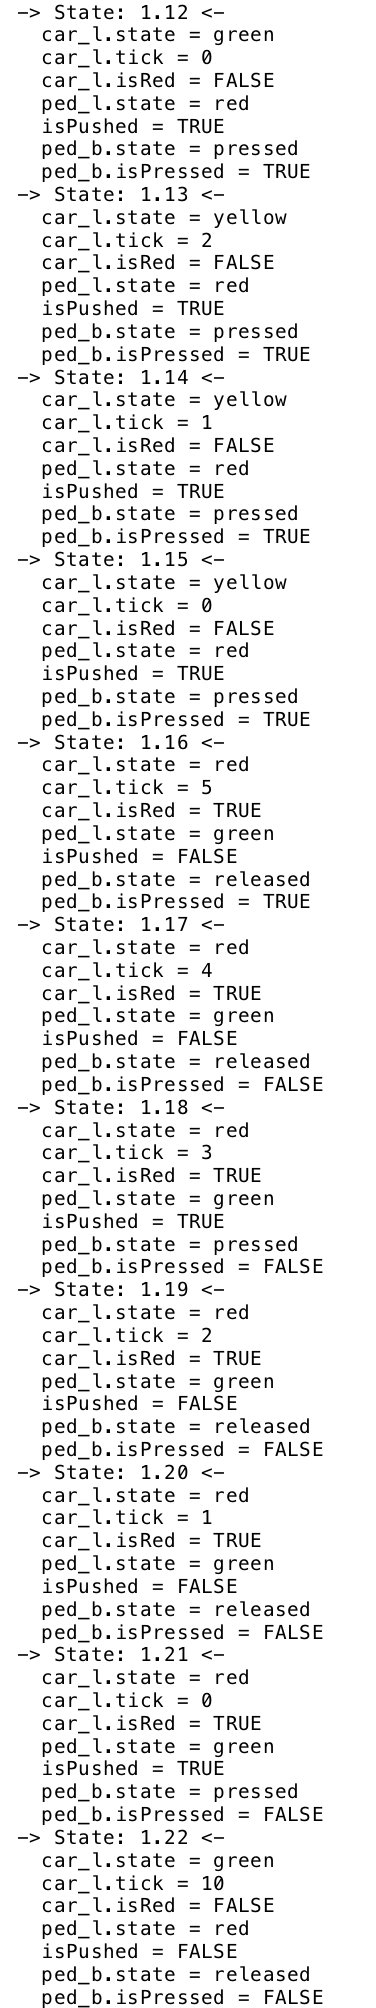 -> State: 1.12 <-
car_l.state = green
car_l.tick = 0
car_l.isRed = FALSE
ped_l.state = red
isPushed = TRUE
ped_b.state = pressed
ped_b.isPressed = TRUE
-> State: 1.13 <-
car_l.state = yellow
car_l.tick = 2
car_l.isRed = FALSE
ped_l.state = red
isPushed = TRUE
ped_b.state = pressed
ped_b.isPressed = TRUE
-> State: 1.14 <-
car_l.state = yellow
car_l.tick = 1
car_l.isRed = FALSE
ped_l.state = red
isPushed = TRUE
ped_b.state = pressed
ped_b.isPressed = TRUE
-> State: 1.15 <-
car_l.state = yellow
car_l.tick = 0
car_l.isRed = FALSE
ped_l.state = red
isPushed = TRUE
ped_b.state = pressed
ped_b.isPressed = TRUE
-> State: 1.16 <-
car_l.state = red
car_l.tick = 5
car_l.isRed = TRUE
ped_l.state = green
isPushed = FALSE
ped_b.state = released
ped_b.isPressed = TRUE
-> State: 1.17 <-
car_l.state = red
car_l.tick = 4
car_l.isRed = TRUE
ped_l.state = green
isPushed = FALSE
ped_b.state = released
ped_b.isPressed = FALSE
-> State: 1.18 <-
car_l.state = red
car_l.tick = 3
car_l.isRed = TRUE
ped_l.state = green
isPushed = TRUE
ped_b.state = pressed
ped_b.isPressed = FALSE
-> State: 1.19 <-
car_l.state = red
car_l.tick = 2
car_l.isRed = TRUE
ped_l.state = green
isPushed = FALSE
ped_b.state = released
ped_b.isPressed = FALSE
-> State: 1.20 <-
car_l.state = red
car_l.tick = 1
car_l.isRed = TRUE
ped_l.state = green
isPushed = FALSE
ped_b.state = released
ped_b.isPressed = FALSE
-> State: 1.21 <-
car_l.state = red
car_l.tick = 0
car_l.isRed = TRUE
ped_l.state = green
isPushed = TRUE
ped_b.state = pressed
ped_b.isPressed = FALSE
-> State: 1.22 <-
car_l.state = green
car_l.tick = 10
car_l.isRed = FALSE
ped_l.state = red
isPushed = FALSE
ped_b.state = released
ped_b.isPressed = FALSE